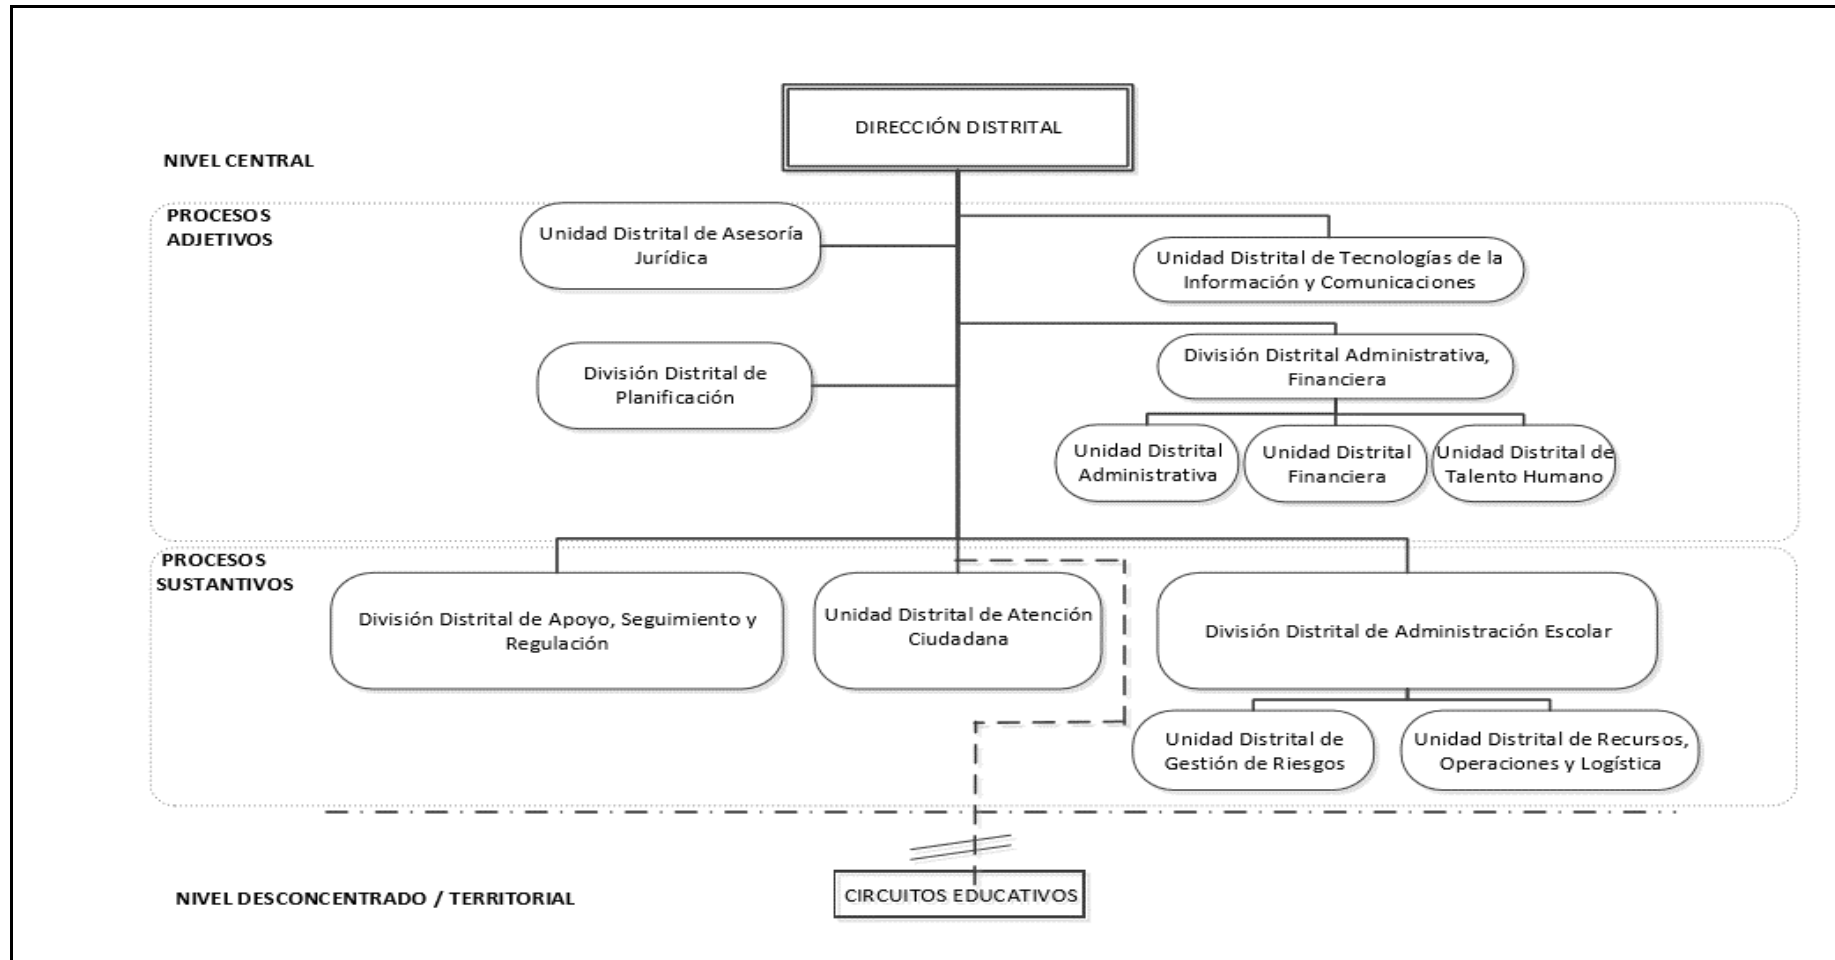 DIRECCIÓN DISTRITAL
NIVEL CENTRAL
PROCESOS
ADJETIVOS
Unidad Distrital de Asesoría
Jurídica
Unidad Distrital de Tecnologías de la
Información y Comunicaciones
División Distrital de
Planificación
División Distrital Administrativa,
Financiera
Unidad Distrital
Administrativa
Unidad Distrital
Financiera
Unidad Distrital de
Talento Humano
PROCESOS
SUSTANTIVOS
División Distrital de Apoyo, Seguimiento y
Regulación
Unidad Distrital de Atención
Ciudadana
División Distrital de Administración Escolar
Unidad Distrital de
Gestión de Riesgos
Unidad Distrital de Recursos,
Operaciones y Logística
NIVEL DESCONCENTRADO / TERRITORIAL
CIRCUITOS EDUCATIVOS